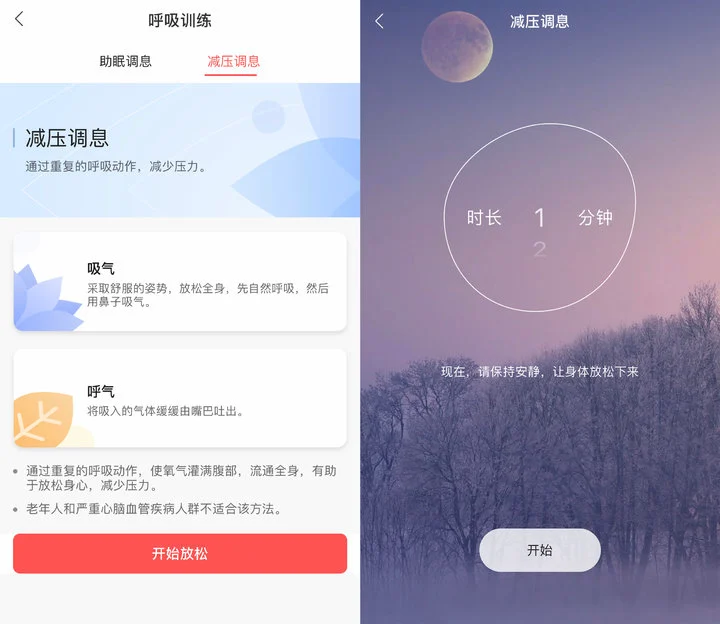 呼吸训练
助眠调息
减压调息
减压调息
通过重复的呼吸动作，减少压力。
吸气
采取舒服的姿势，放松全身，先自然呼吸，然后
用鼻子吸气。
呼气
将吸入的气体缓缓由嘴巴吐出。
通过重复的呼吸动作，使氧气灌满腹部，流通全身，有助
于放松身心，减少压力。
老年人和严重心脑血管疾病人群不适合该方法。
开始放松
减压调息
时长 1 分钟
2
现在，请保持安静，让身体放松下来
开始